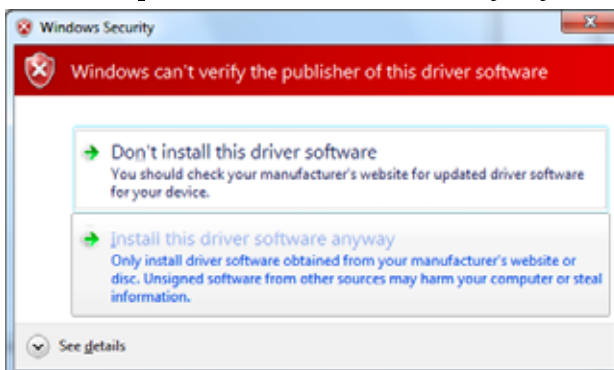 Windows Security
Windows can't verify the publisher of this driver software
Don't install this driver software
You should check your manufacturer's website for updated driver software
for your device.
Install this driver software anyway
Only install driver software obtained from your manufacturer's website or
disc. Unsigned software from other sources may harm your computer or steal
information.
See details